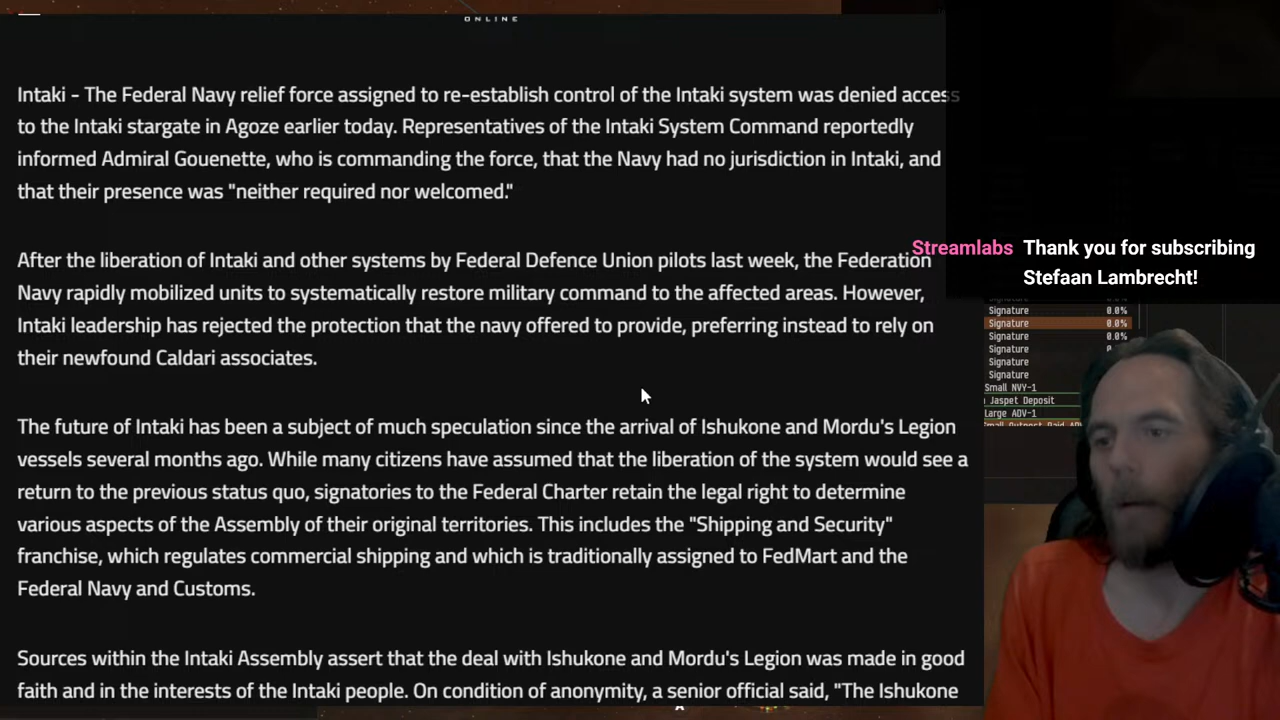 ONLINE
Intaki - The Federal Navy relief force assigned to re-establish control of the Intaki system was denied access
to the Intaki stargate in Agoze earlier today. Representatives of the Intaki System Command reportedly
informed Admiral Gouenette, who is commanding the force, that the Navy had no jurisdiction in Intaki, and
that their presence was "neither required nor welcomed."
After the liberation of Intaki and other systems by Federal Defence Union pilots last week, the Federation
Navy rapidly mobilized units to systematically restore military command to the affected areas. However,
Intaki leadership has rejected the protection that the navy offered to provide, preferring instead to rely on
their newfound Caldari associates.
The future of Intaki has been a subject of much speculation since the arrival of Ishukone and Mordu's Legion
vessels several months ago. While many citizens have assumed that the liberation of the system would see a
return to the previous status quo, signatories to the Federal Charter retain the legal right to determine
various aspects of the Assembly of their original territories. This includes the "Shipping and Security"
franchise, which regulates commercial shipping and which is traditionally assigned to FedMart and the
Federal Navy and Customs.
Sources within the Intaki Assembly assert that the deal with Ishukone and Mordu's Legion was made in good
faith and in the interests of the Intaki people. On condition of anonymity, a senior official said, "The Ishukone
Streamlabs Thank you for subscribing
Stefaan Lambrecht!
Signature 0.0%
Signature 0.0%
Signature 0.0%
Signature
Signature
Signature
Small NVY-1
Jaspet Deposit
Large ADV-1